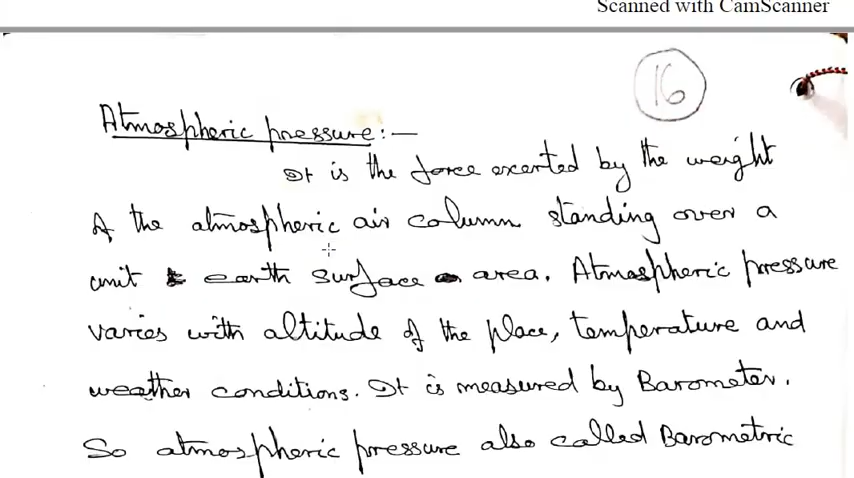 Scanned with CamScanner
16
Atmospheric pressure :—
It is the force exerted by the weight
of the atmospheric air column standing over a
unit earth surface area. Atmospheric pressure
varies with altitude of the place, temperature and
weather conditions. It is measured by Barometer.
So atmospheric pressure also called Barometric